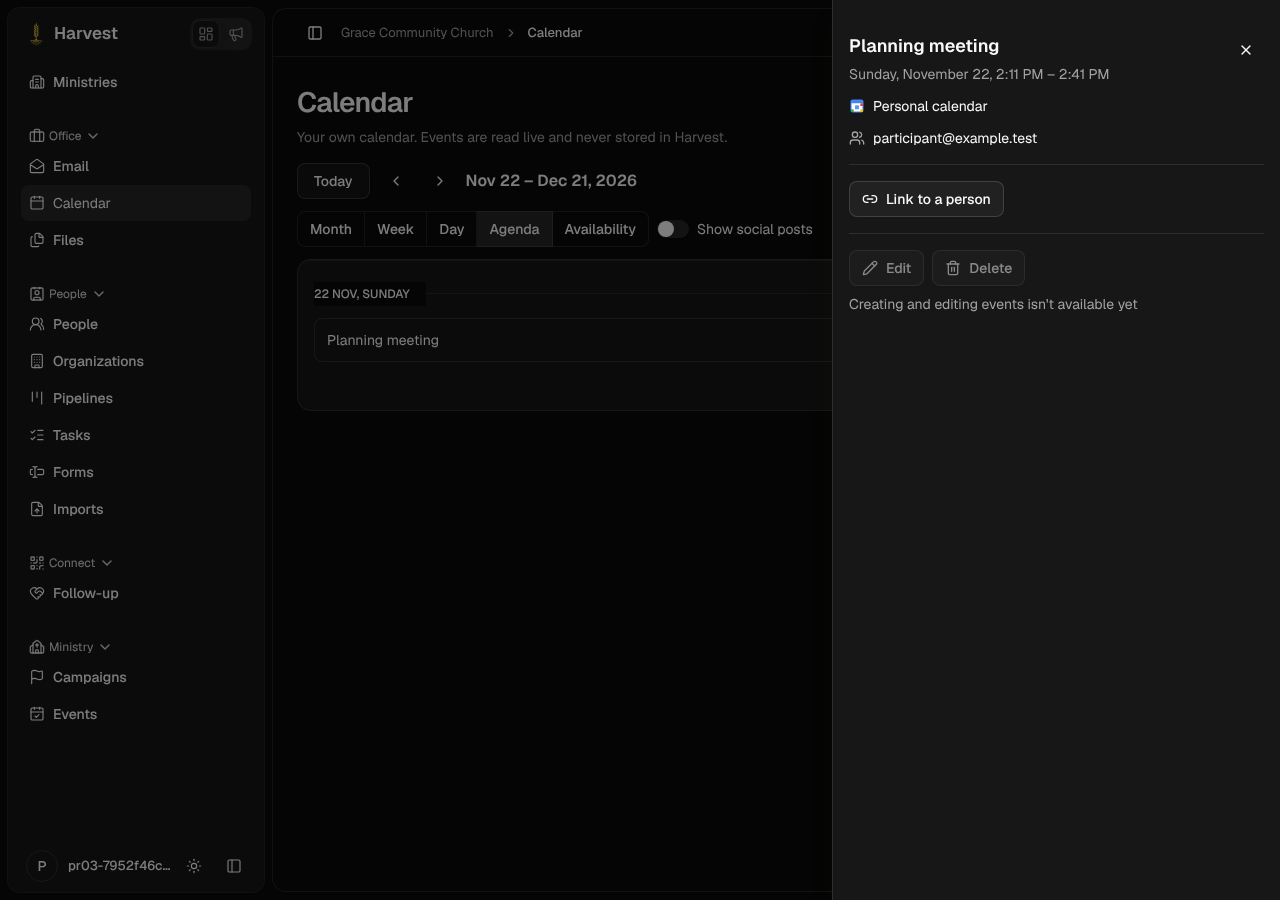 Harvest
Ministries
Office
Email
Calendar
Files
People
People
Organizations
Pipelines
Tasks
Forms
Imports
Connect
Follow-up
Ministry
Campaigns
Events
P pr03-7952f46c…
Grace Community Church > Calendar
Calendar
Your own calendar. Events are read live and never stored in Harvest.
Today Nov 22 – Dec 21, 2026
Month Week Day Agenda Availability Show social posts
22 NOV, SUNDAY
Planning meeting
Planning meeting
Sunday, November 22, 2:11 PM – 2:41 PM
Personal calendar
participant@example.test
Link to a person
Edit Delete
Creating and editing events isn't available yet